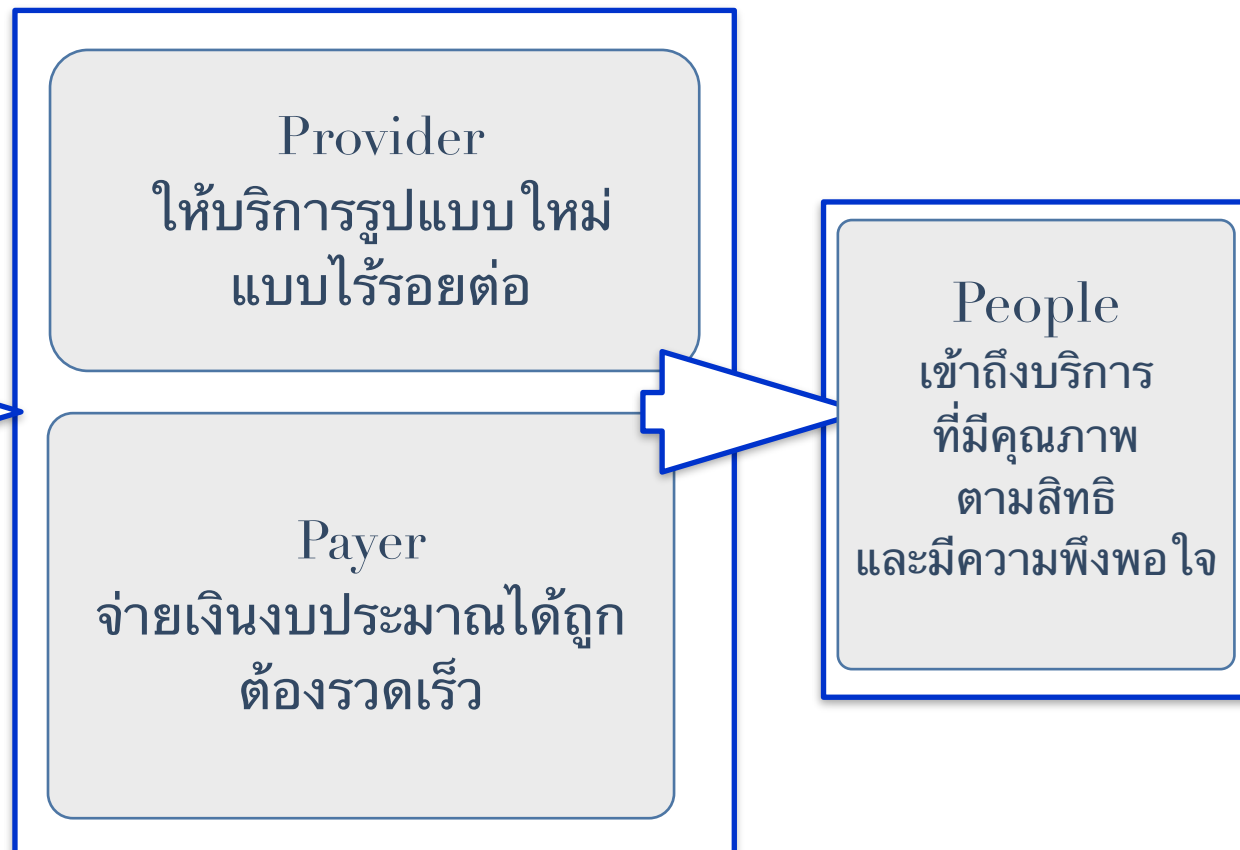 Provider
ให้บริการรูปแบบใหม่
แบบไร้รอยต่อ
Payer
จ่ายเงินงบประมาณได้ถูก
ต้องรวดเร็ว
People
เข้าถึงบริการ
ที่มีคุณภาพ
ตามสิทธิ
และมีความพึงพอใจ